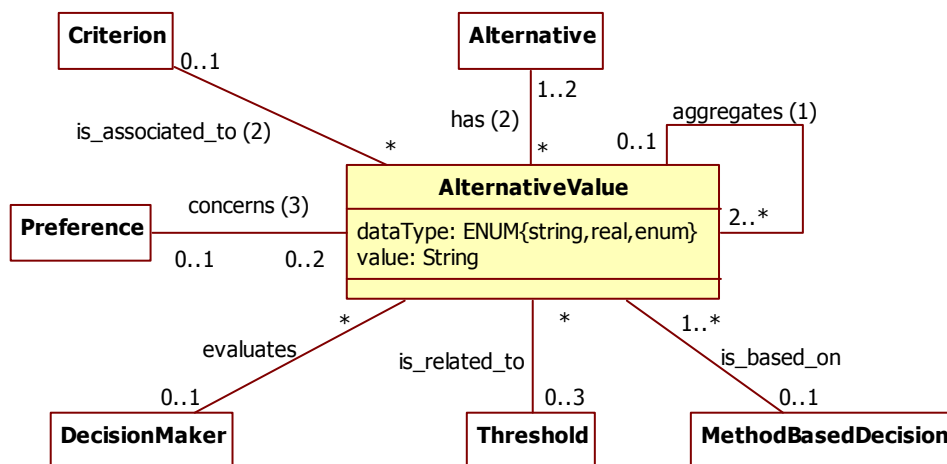 Criterion
Alternative
0..1
1..2
aggregates (1)
is_associated_to (2)
has (2)
0..1
*
*
AlternativeValue
Preference
concerns (3)
dataType: ENUM{string,real,enum}
value: String
2..*
0..1
0..2
*
*
1..*
evaluates
is_related_to
is_based_on
0..1
0..3
0..1
DecisionMaker
Threshold
MethodBasedDecision